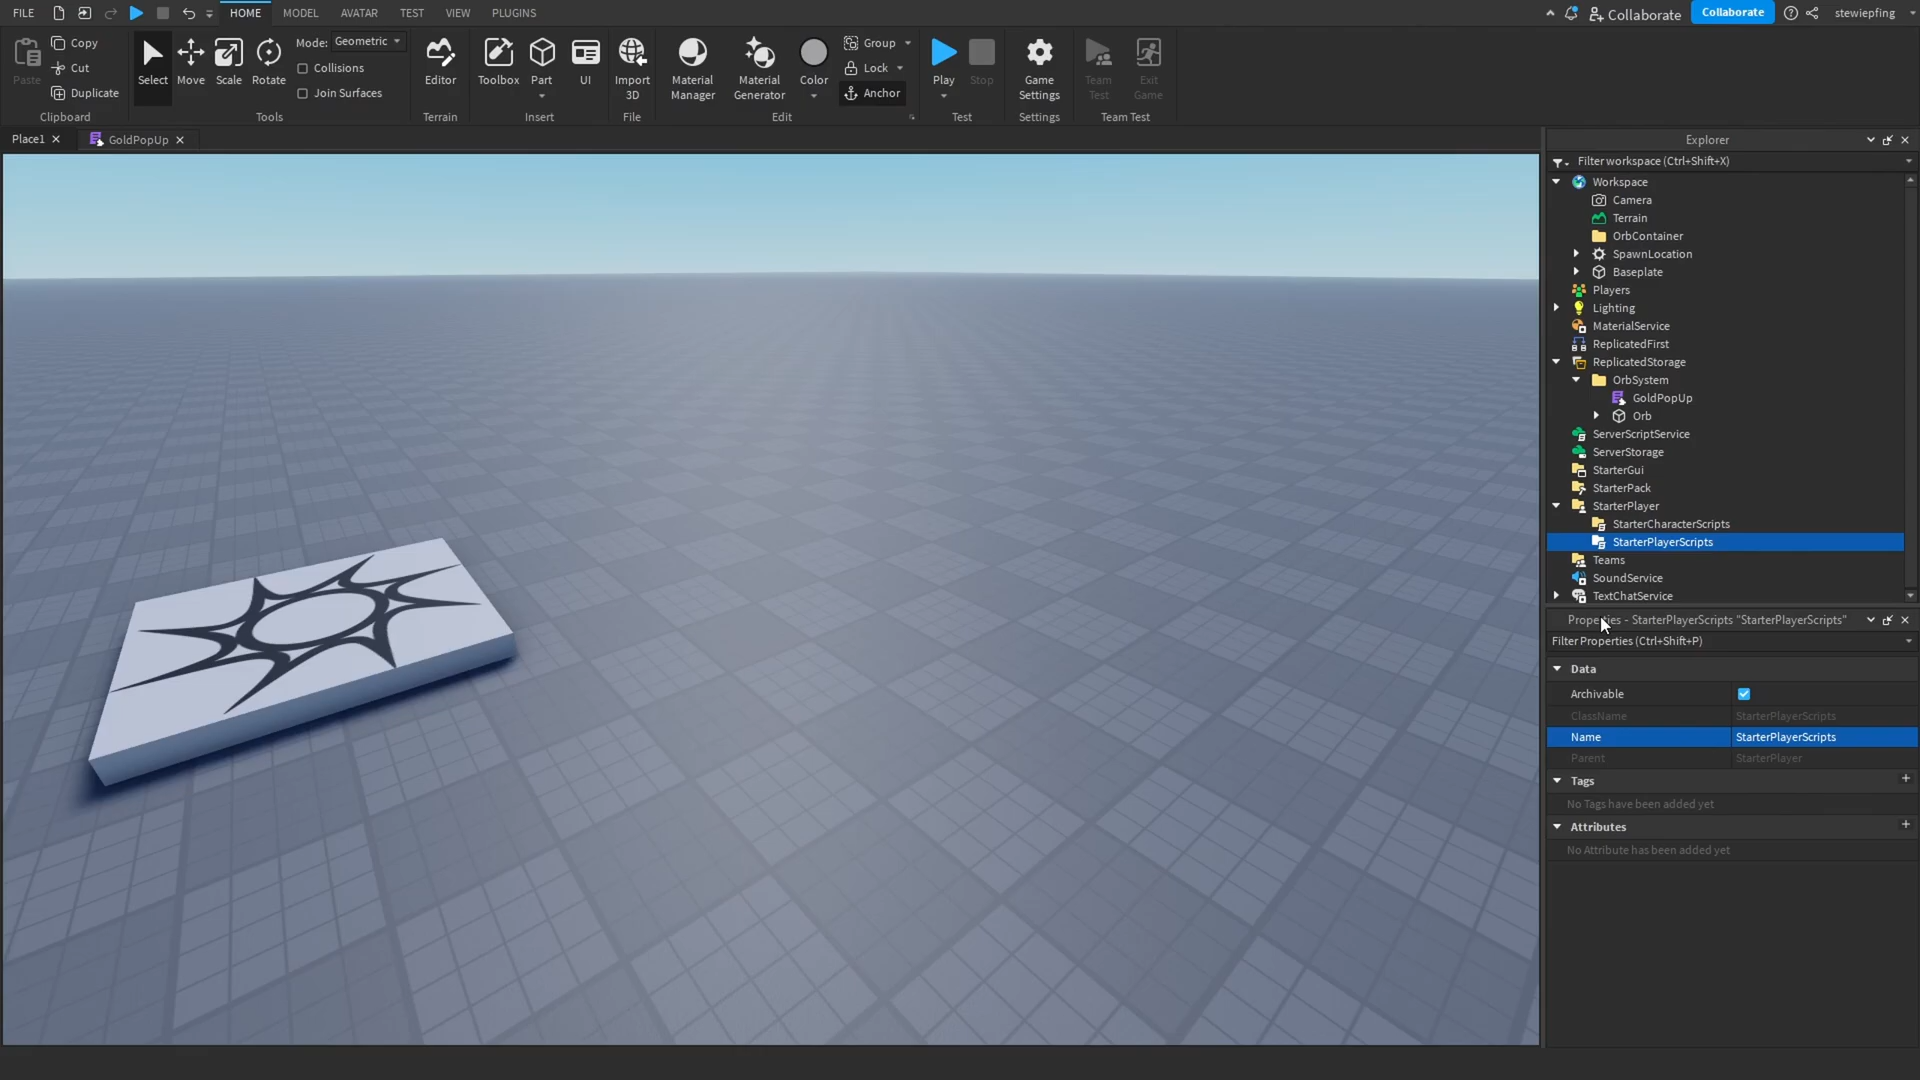 FILE
HOME
MODEL
AVATAR
TEST
VIEW
PLUGINS
Collaborate
Collaborate
stewiepfing
Paste
Copy
Cut
Duplicate
Clipboard
Select
Move
Scale
Rotate
Mode: Geometric
Collisions
Join Surfaces
Tools
Editor
Terrain
Toolbox
Part
UI
Insert
Import
3D
File
Material
Manager
Material
Generator
Color
Group
Lock
Anchor
Edit
Play
Stop
Test
Game
Settings
Settings
Team
Test
Exit
Game
Team Test
Place1
GoldPopUp
Explorer
Filter workspace (Ctrl+Shift+X)
Workspace
Camera
Terrain
OrbContainer
SpawnLocation
Baseplate
Players
Lighting
MaterialService
ReplicatedFirst
ReplicatedStorage
OrbSystem
GoldPopUp
Orb
ServerScriptService
ServerStorage
StarterGui
StarterPack
StarterPlayer
StarterCharacterScripts
StarterPlayerScripts
Teams
SoundService
TextChatService
Properties - StarterPlayerScripts "StarterPlayerScripts"
Filter Properties (Ctrl+Shift+P)
Data
Archivable
ClassName StarterPlayerScripts
Name StarterPlayerScripts
Parent StarterPlayer
Tags
No Tags have been added yet
Attributes
No Attribute has been added yet